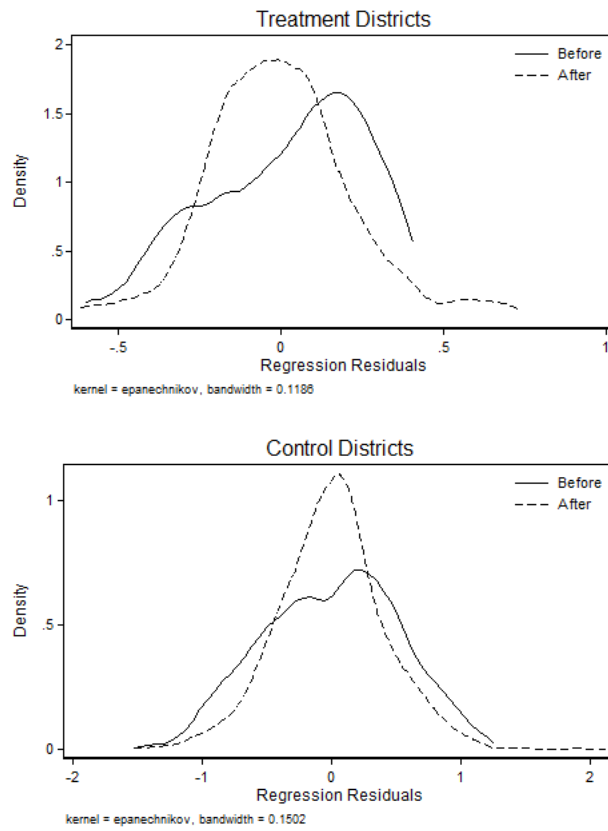 Treatment Districts
2
1.5
1
.5
0
Density
Before
After
-.5
0
.5
1
Regression Residuals
kernel = epanechnikov, bandwidth = 0.1186
Control Districts
1
.5
0
Density
Before
After
-2
-1
0
1
2
Regression Residuals
kernel = epanechnikov, bandwidth = 0.1502